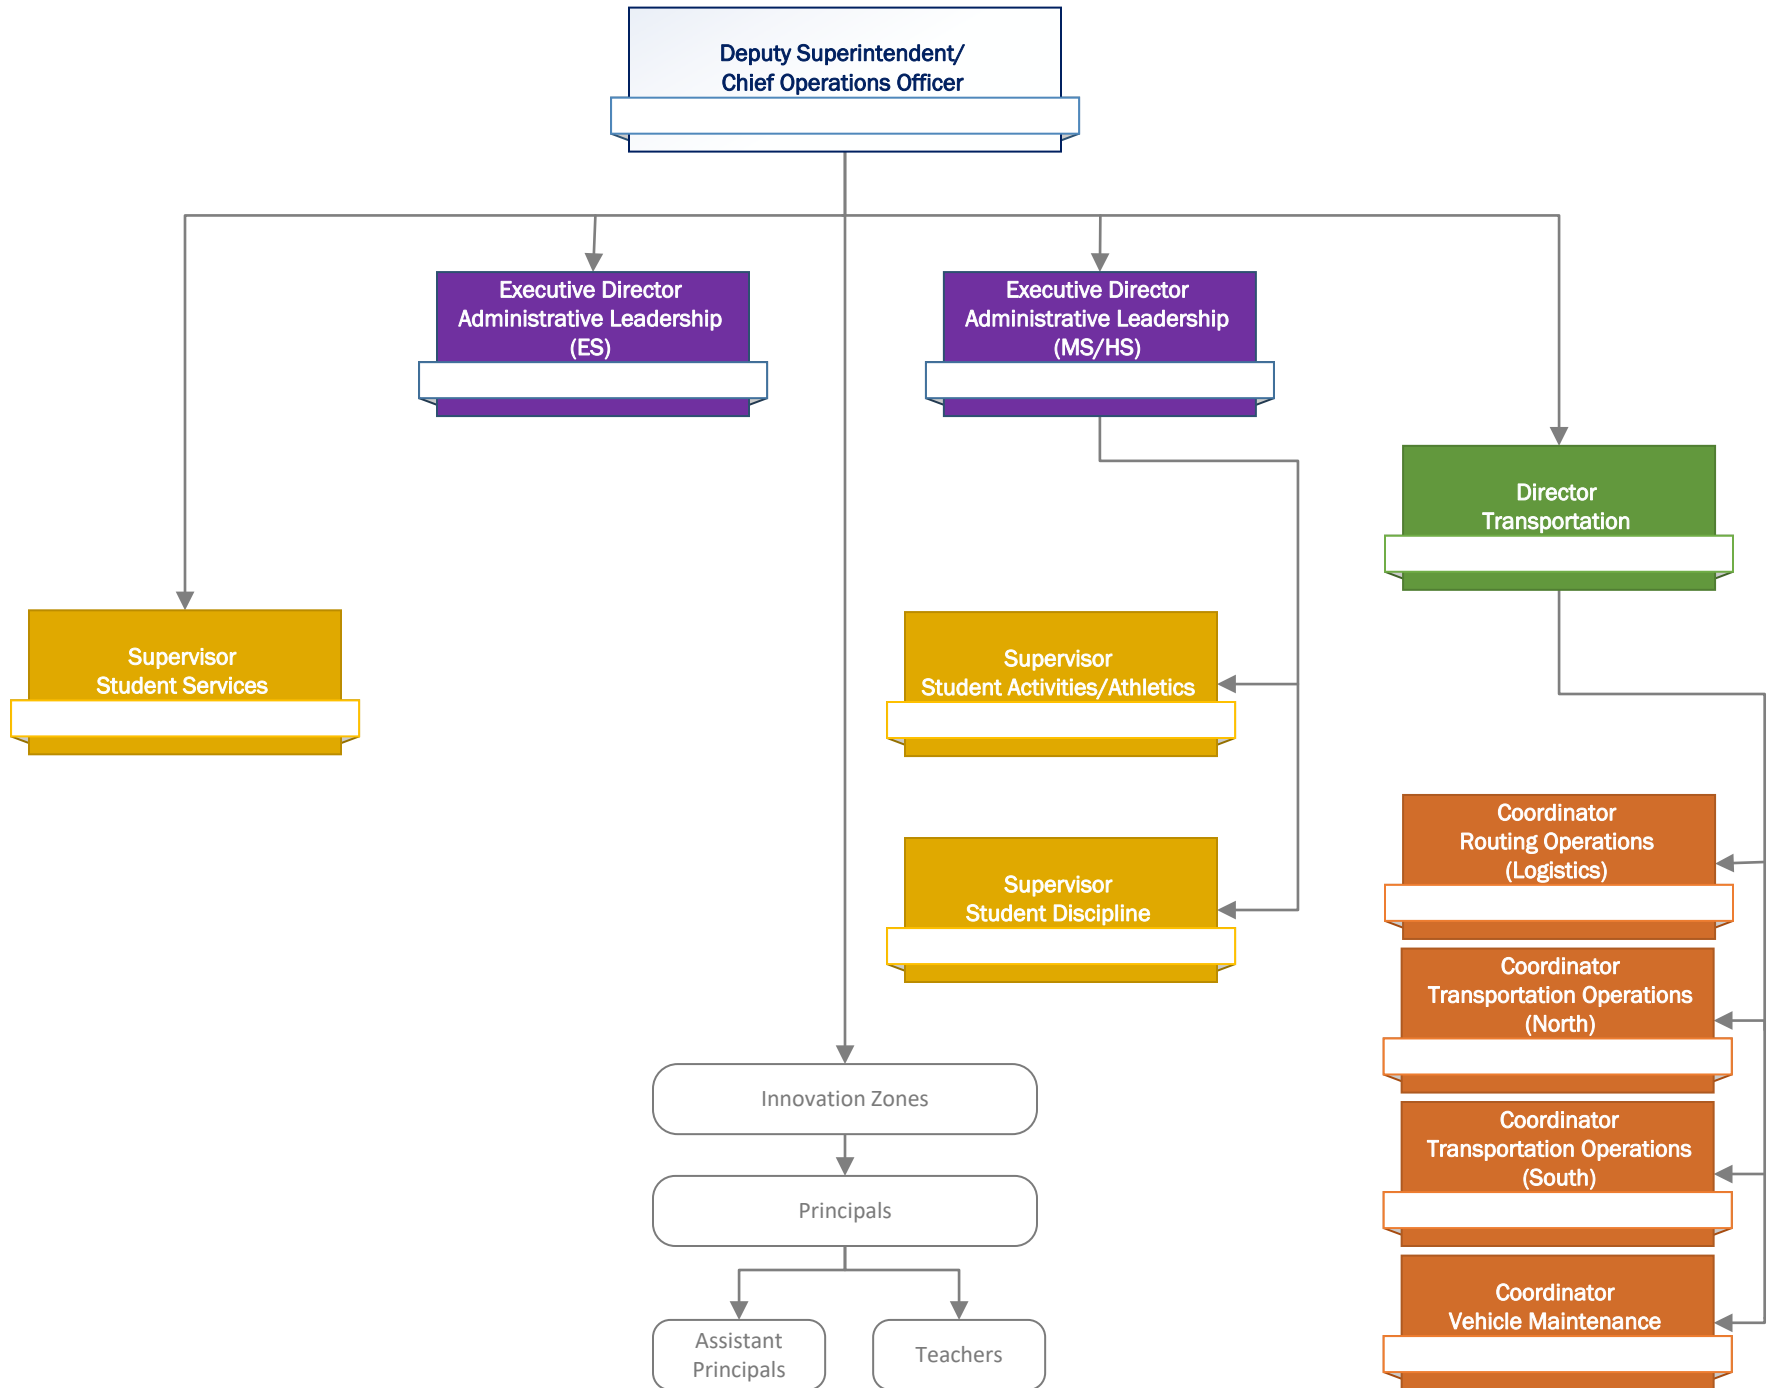 Deputy Superintendent/
Chief Operations Officer
Executive Director
Administrative Leadership
(ES)
Executive Director
Administrative Leadership
(MS/HS)
Director
Transportation
Supervisor
Student Services
Supervisor
Student Activities/Athletics
Supervisor
Student Discipline
Coordinator
Routing Operations
(Logistics)
Coordinator
Transportation Operations
(North)
Coordinator
Transportation Operations
(South)
Coordinator
Vehicle Maintenance
Innovation Zones
Principals
Assistant
Principals
Teachers